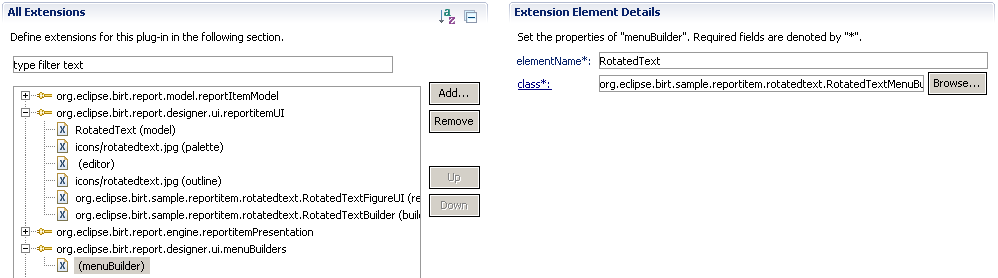 All Extensions
Define extensions for this plug-in in the following section.
type filter text
org.eclipse.birt.report.model.reportItemModel
org.eclipse.birt.report.designer.ui.reportitemUI
RotatedText (model)
icons/rotatedtext.jpg (palette)
(editor)
icons/rotatedtext.jpg (outline)
org.eclipse.birt.sample.reportitem.rotatedtext.RotatedTextFigureUI (re
org.eclipse.birt.sample.reportitem.rotatedtext.RotatedTextBuilder (buil
org.eclipse.birt.report.engine.reportitemPresentation
org.eclipse.birt.report.designer.ui.menuBuilders
(menuBuilder)
Add...
Remove
Up
Down
Extension Element Details
Set the properties of "menuBuilder". Required fields are denoted by "*".
elementName*: RotatedText
class*: org.eclipse.birt.sample.reportitem.rotatedtext.RotatedTextMenuBu Browse...